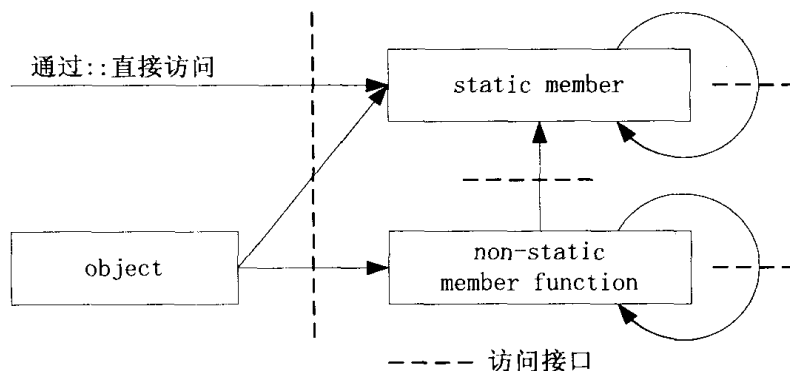 通过::直接访问
static member
object
non-static
member function
访问接口